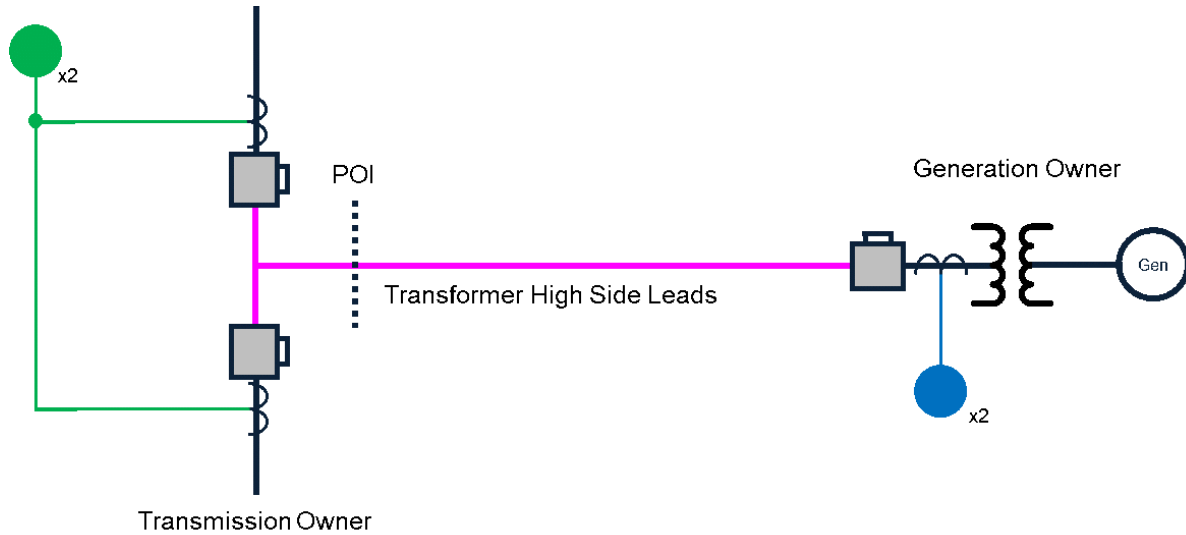 x2
POI
Generation Owner
Gen
Transformer High Side Leads
x2
Transmission Owner